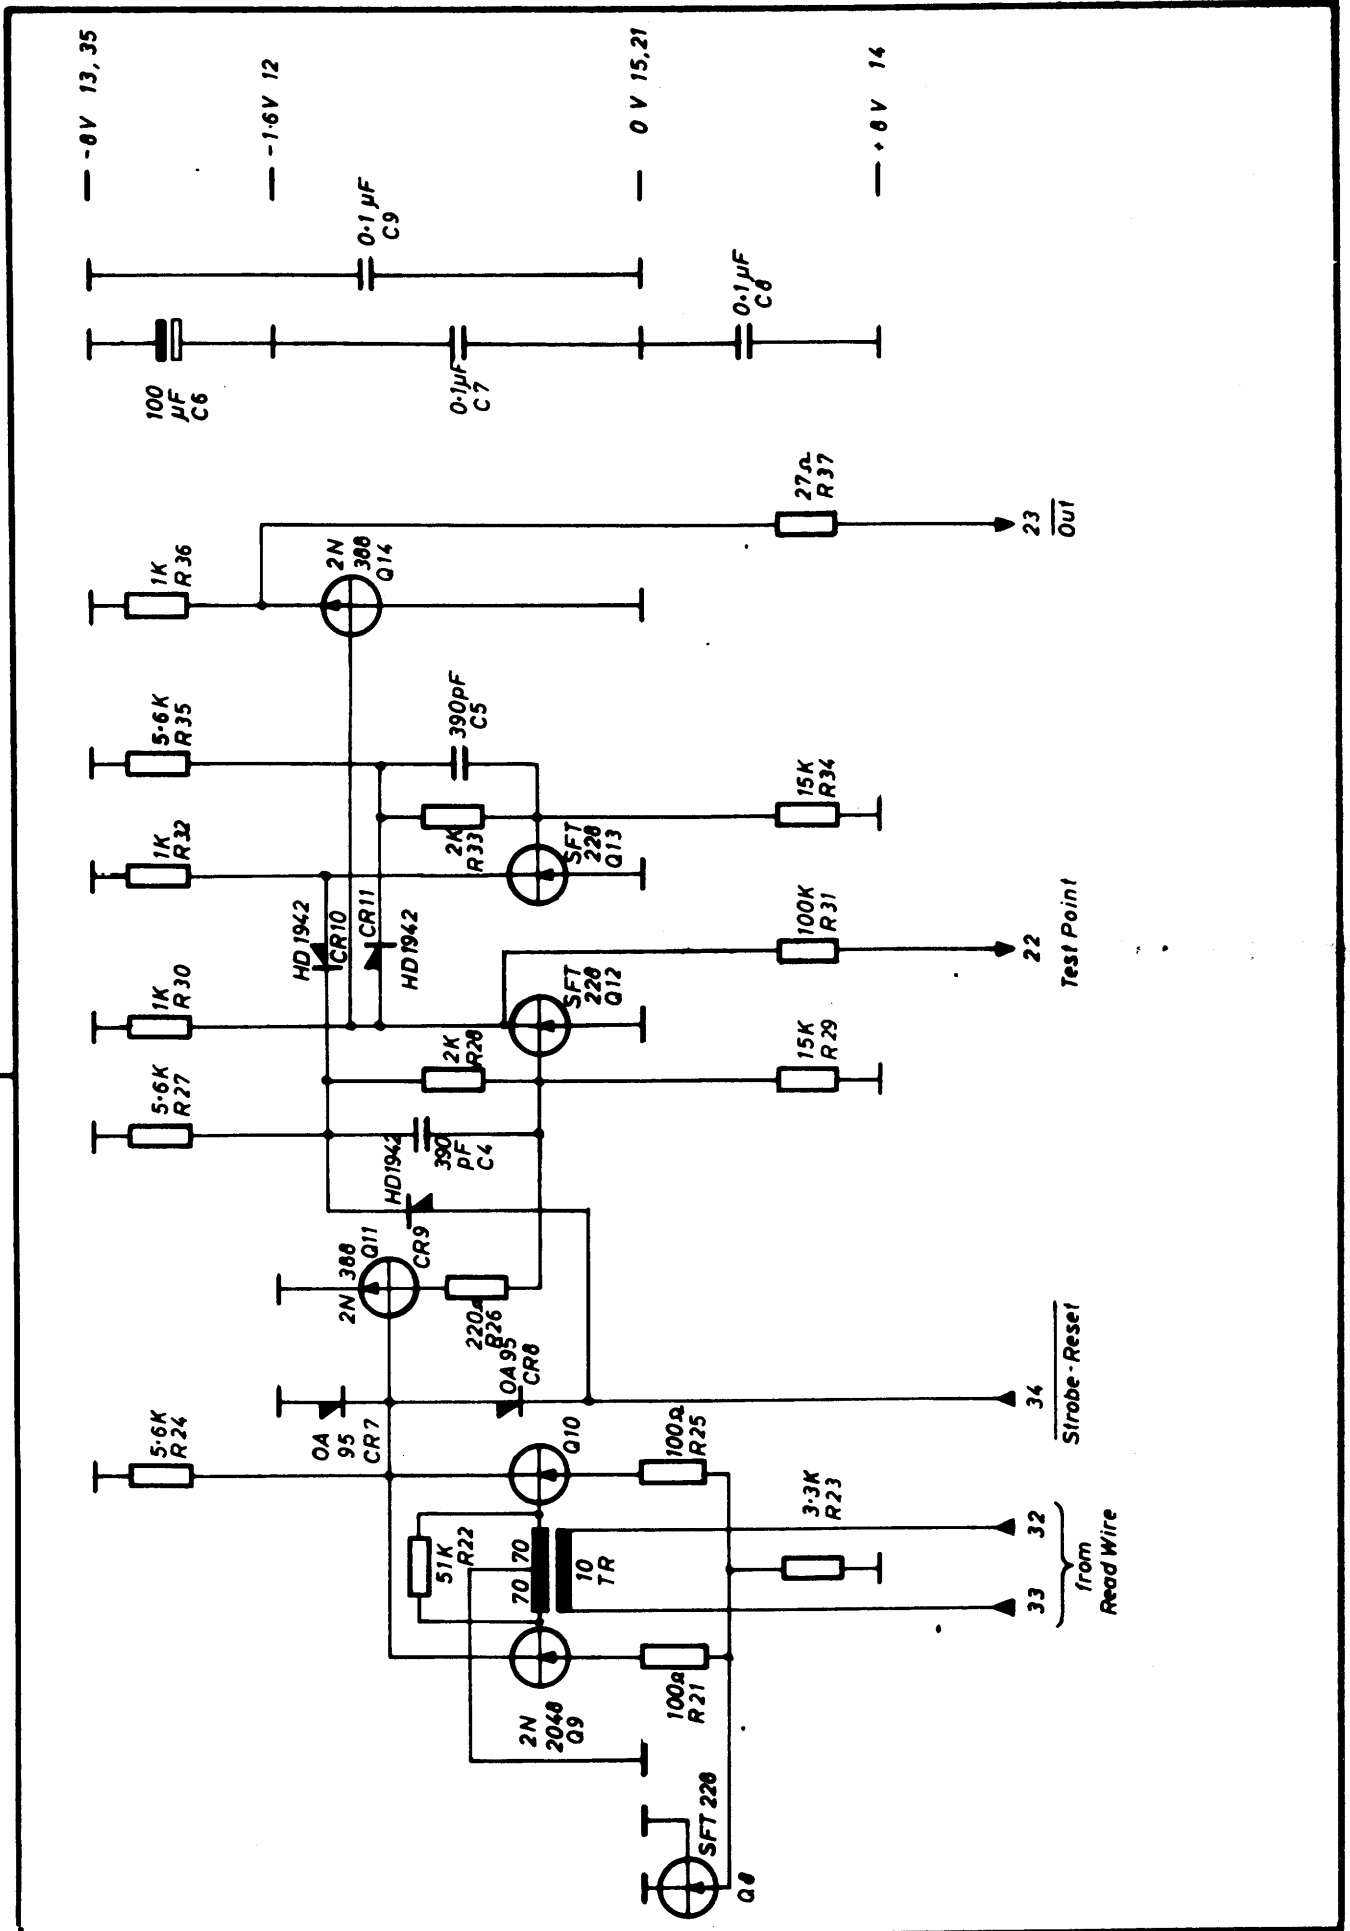 -8V 13,35
-1.6V 12
0 V 15,21
+8V 14
0.1 µF
C9
100
µF
C6
0.1µF
C7
0.1µF
C8
1K
R36
2N
388
Q14
27Ω
R37
23
Out
5.6K
R35
390pF
C5
1K
R32
2K
R33
SFT
228
Q13
15K
R34
HD1942
CR10
CR11
HD1942
1K
R30
SFT
228
Q12
100K
R31
22
Test Point
5.6K
R27
2K
R28
15K
R29
390
pF
C4
HD1942
CR9
2N 388
Q11
220Ω
R26
OA95
CR8
OA
95
CR7
34
Strobe-Reset
5.6K
R24
Q10
100Ω
R25
51K
R22
70 70
10
TR
3.3K
R23
32
33
from
Read Wire
2N
2048
Q9
100Ω
R21
SFT 228
Q8